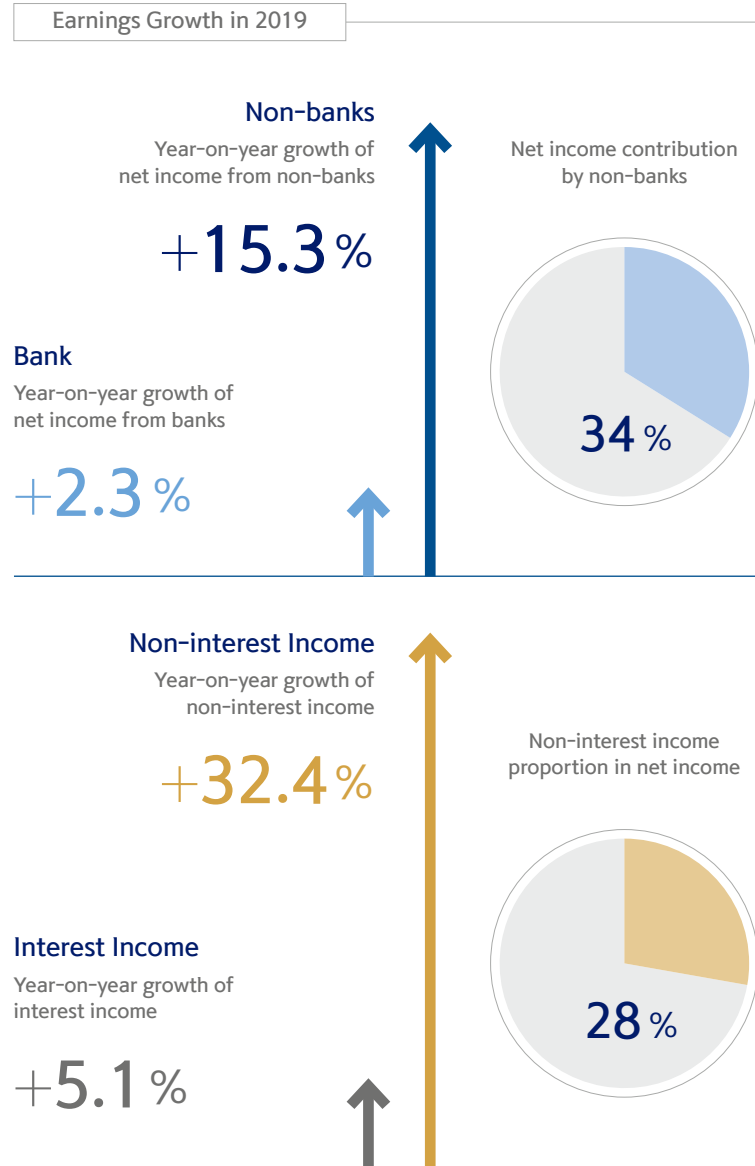 Earnings Growth in 2019
Non-banks
Year-on-year growth of
net income from non-banks
+15.3 %
Net income contribution
by non-banks
34 %
Bank
Year-on-year growth of
net income from banks
+2.3 %
Non-interest Income
Year-on-year growth of
non-interest income
+32.4 %
Non-interest income
proportion in net income
28 %
Interest Income
Year-on-year growth of
interest income
+5.1 %